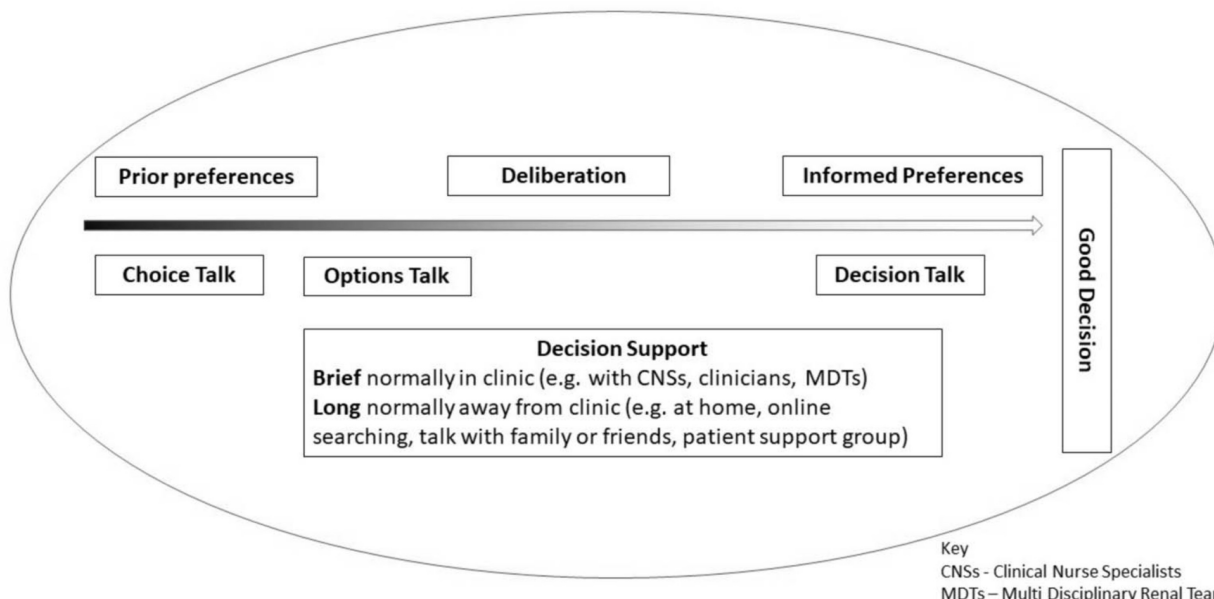 Prior preferences
Deliberation
Informed Preferences
Choice Talk
Options Talk
Decision Talk
Good Decision
Decision Support
Brief normally in clinic (e.g. with CNSs, clinicians, MDTs)
Long normally away from clinic (e.g. at home, online
searching, talk with family or friends, patient support group)
Key
CNSs - Clinical Nurse Specialists
MDTs – Multi Disciplinary Renal